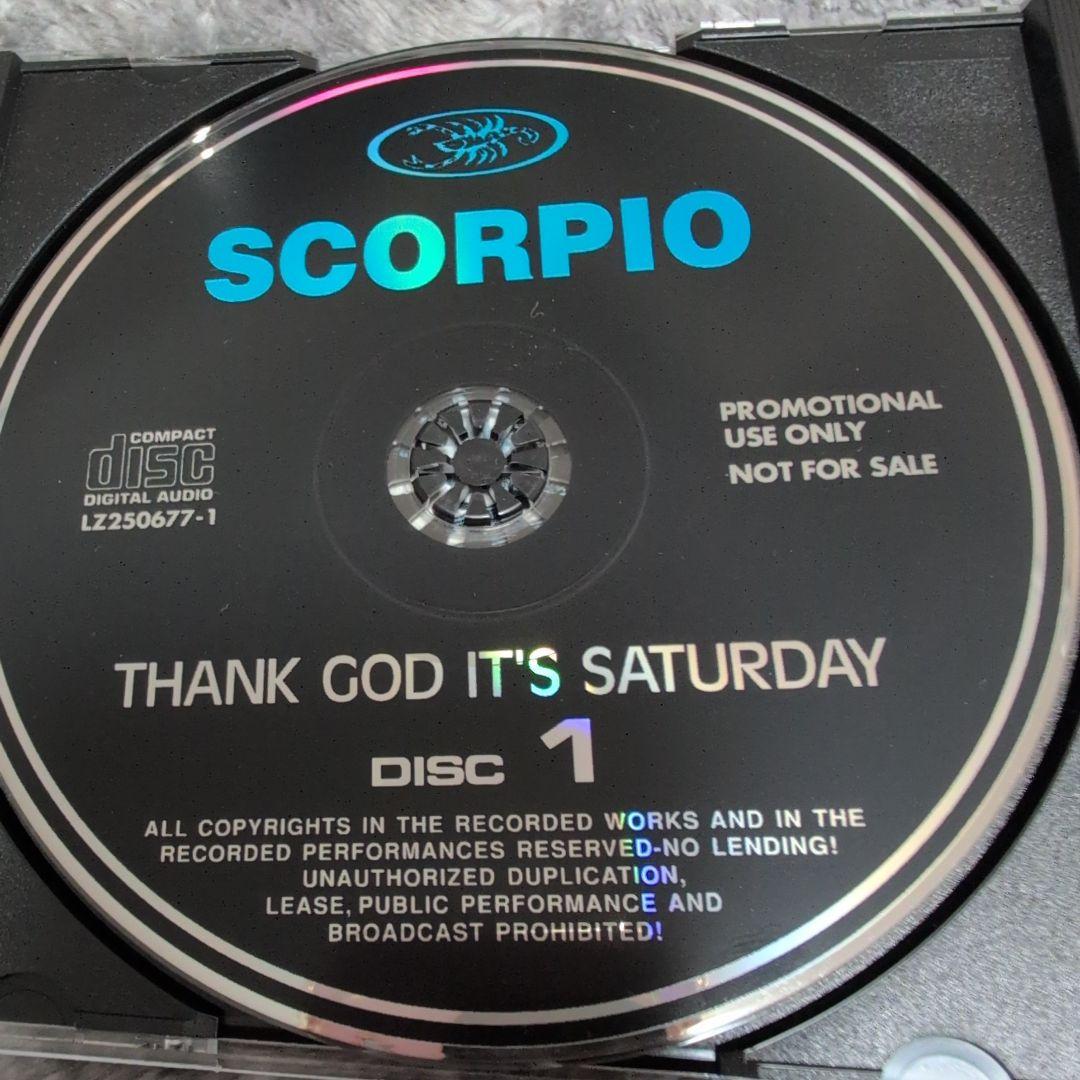 SCORPIO
COMPACT
disc
DIGITAL AUDIO
LZ250677-1
PROMOTIONAL
USE ONLY
NOT FOR SALE
THANK GOD IT'S SATURDAY
DISC 1
ALL COPYRIGHTS IN THE RECORDED WORKS AND IN THE
RECORDED PERFORMANCES RESERVED-NO LENDING!
UNAUTHORIZED DUPLICATION,
LEASE, PUBLIC PERFORMANCE AND
BROADCAST PROHIBITED!